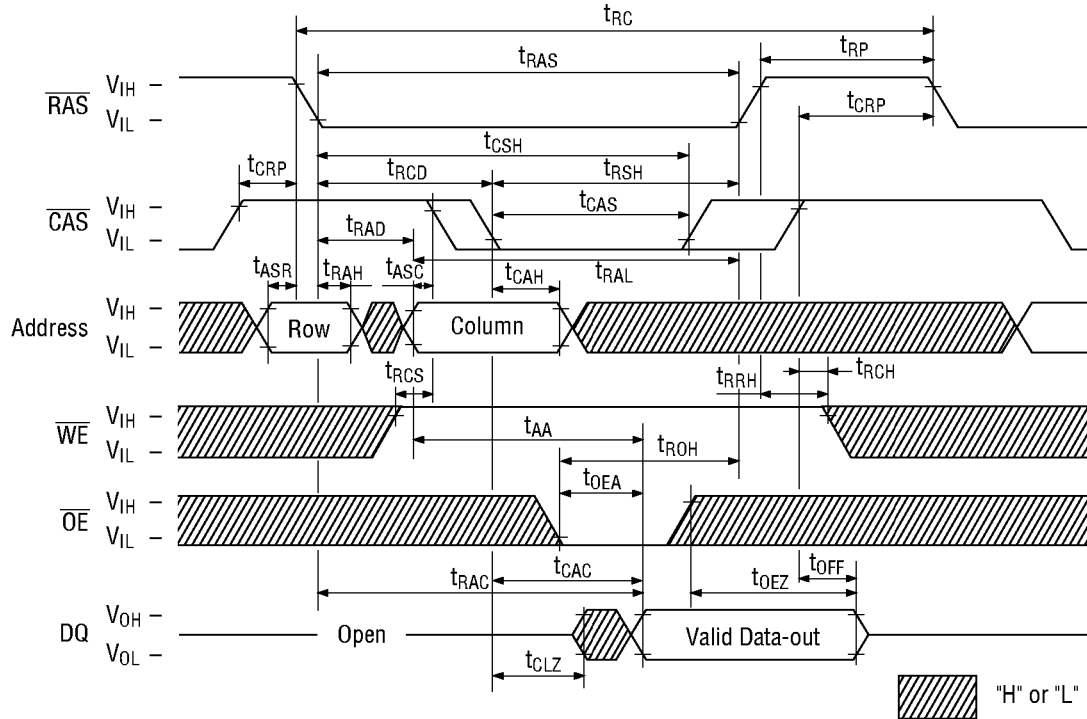 tRC
tRP
tRAS
RAS
VIH
VIL
tCRP
tCSH
tCRP
tRCD
tRSH
CAS
VIH
VIL
tCAS
tRAD
tRAL
tASR
tRAH
tASC
tCAH
Address
VIH
VIL
Row
Column
tRCS
tRRH
tRCH
WE
VIH
VIL
tAA
tROH
tOEA
OE
VIH
VIL
tCAC
tRAC
tOEZ
tOFF
DQ
VOH
VOL
Open
Valid Data-out
tCLZ
"H" or "L"